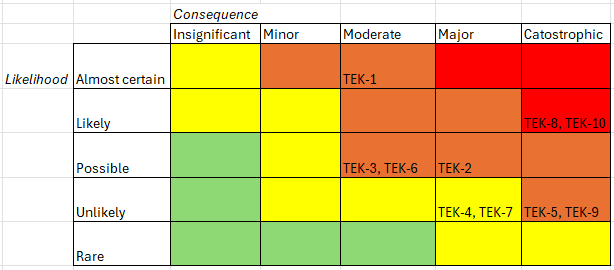 Consequence
Insignificant Minor Moderate Major Catostrophic
Likelihood Almost certain TEK-1
Likely TEK-8, TEK-10
Possible TEK-3, TEK-6 TEK-2
Unlikely TEK-4, TEK-7 TEK-5, TEK-9
Rare